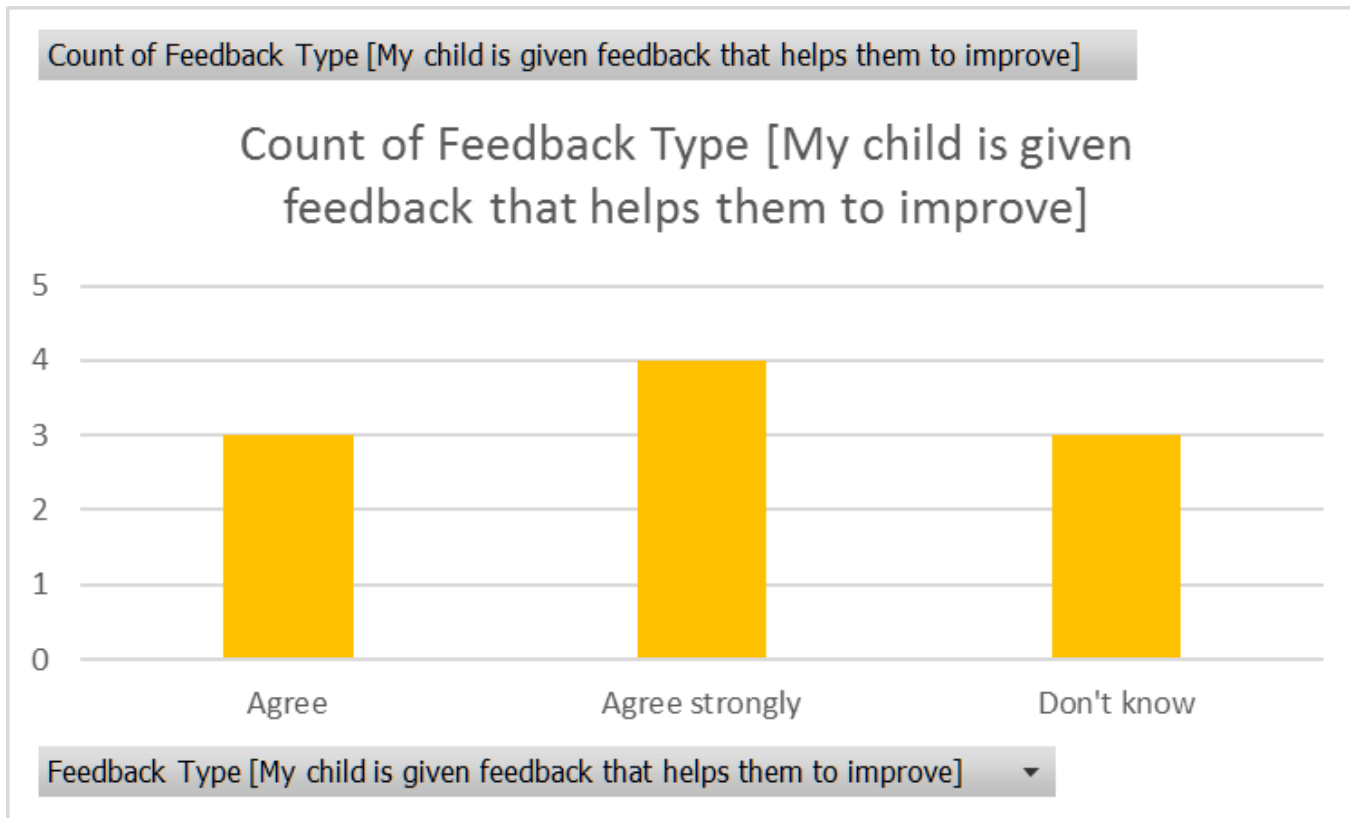 Count of Feedback Type [My child is given feedback that helps them to improve]
Count of Feedback Type [My child is given
feedback that helps them to improve]
5
4
3
2
1
0
Agree
Agree strongly
Don't know
Feedback Type [My child is given feedback that helps them to improve]